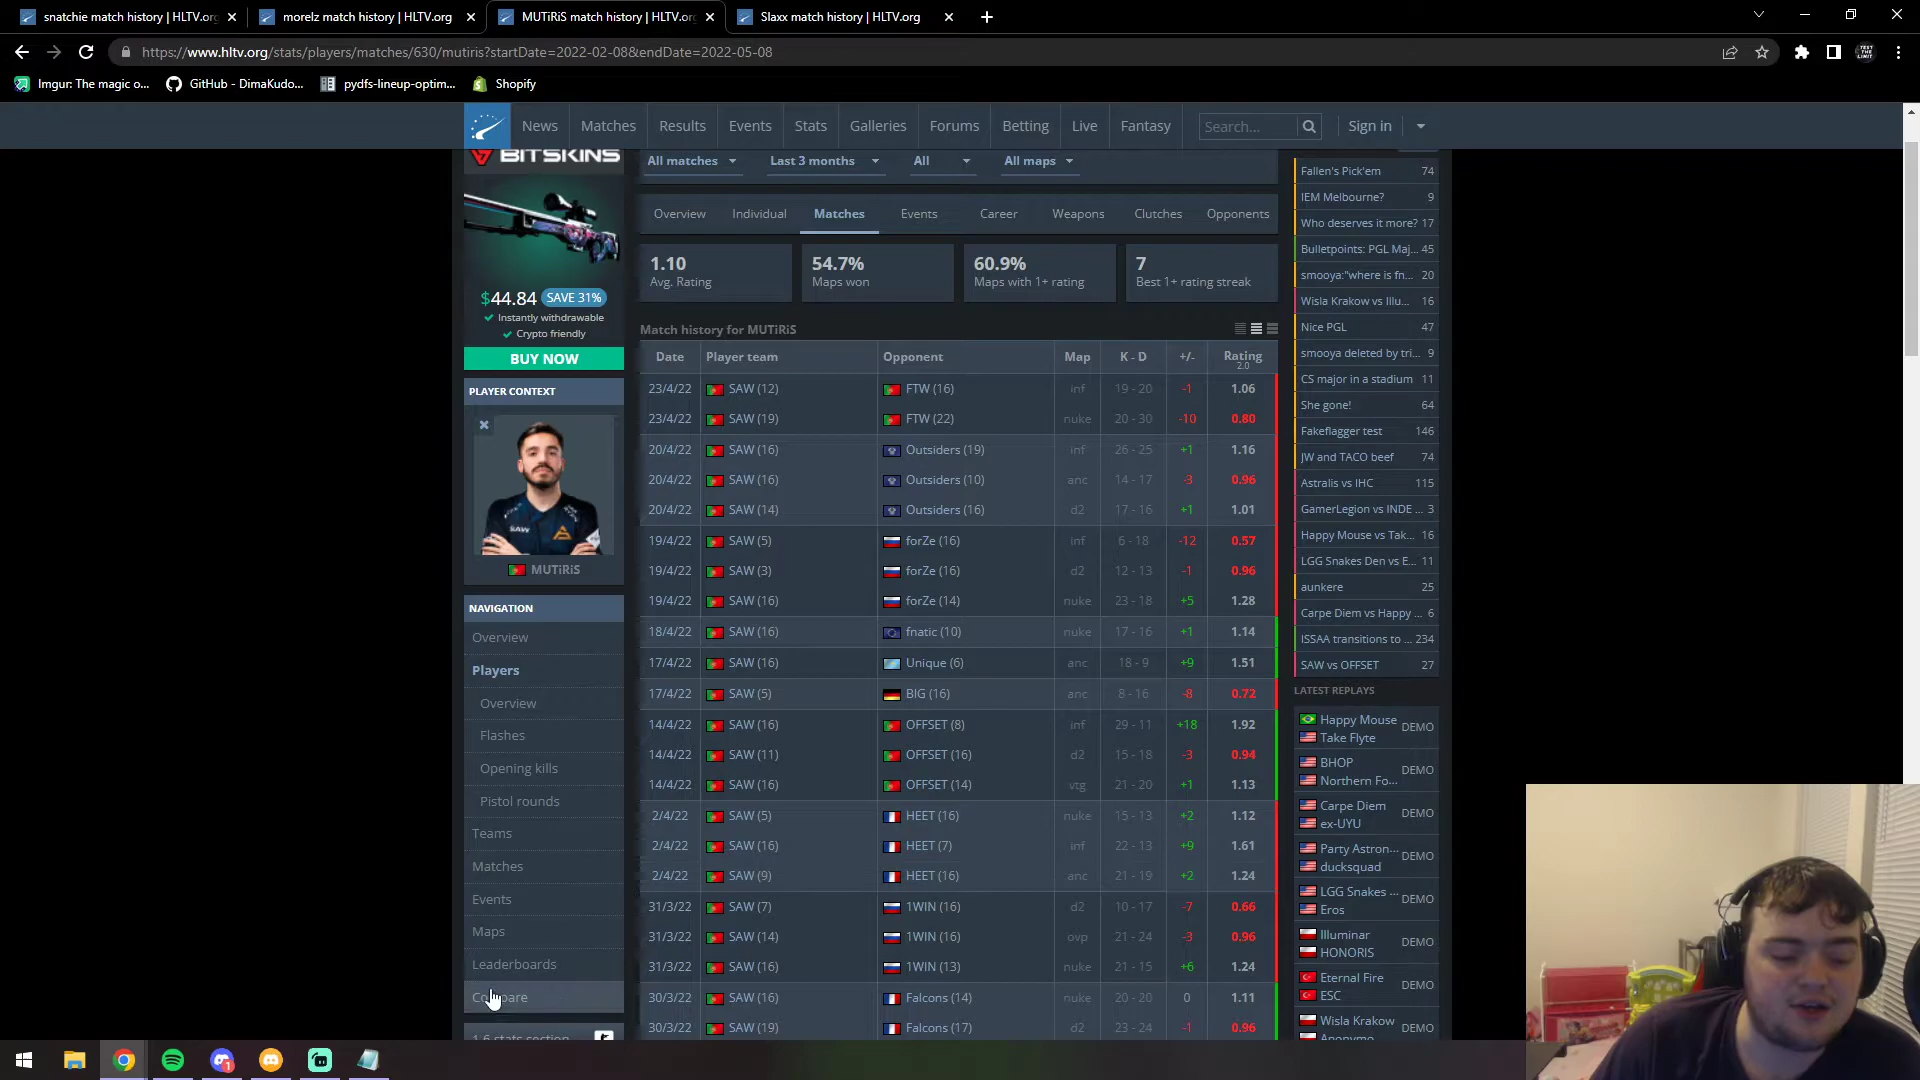 snatchie match history | HLTV.org
morelz match history | HLTV.org
MUTiRiS match history | HLTV.org
Slaxx match history | HLTV.org
https://www.hltv.org/stats/players/matches/630/mutiris?startDate=2022-02-08&endDate=2022-05-08
Imgur: The magic o...
GitHub - DimaKudo...
pydfs-lineup-optim...
Shopify
News
Matches
Results
Events
Stats
Galleries
Forums
Betting
Live
Fantasy
Search...
Sign in
BITSKINS
$44.84 SAVE 31%
Instantly withdrawable
Crypto friendly
BUY NOW
PLAYER CONTEXT
MUTiRiS
NAVIGATION
Overview
Players
Overview
Flashes
Opening kills
Pistol rounds
Teams
Matches
Events
Maps
Leaderboards
Compare
1.6 stats section
All matches
Last 3 months
All
All maps
Overview
Individual
Matches
Events
Career
Weapons
Clutches
Opponents
1.10
Avg. Rating
54.7%
Maps won
60.9%
Maps with 1+ rating
7
Best 1+ rating streak
Match history for MUTiRiS
Date Player team Opponent Map K - D +/- Rating 2.0
23/4/22 SAW (12) FTW (16) inf 19 - 20 -1 1.06
23/4/22 SAW (19) FTW (22) nuke 20 - 30 -10 0.80
20/4/22 SAW (16) Outsiders (19) inf 26 - 25 +1 1.16
20/4/22 SAW (16) Outsiders (10) anc 14 - 17 -3 0.96
20/4/22 SAW (14) Outsiders (16) d2 17 - 16 +1 1.01
19/4/22 SAW (5) forZe (16) inf 6 - 18 -12 0.57
19/4/22 SAW (3) forZe (16) d2 12 - 13 -1 0.96
19/4/22 SAW (16) forZe (14) nuke 23 - 18 +5 1.28
18/4/22 SAW (16) fnatic (10) nuke 17 - 16 +1 1.14
17/4/22 SAW (16) Unique (6) anc 18 - 9 +9 1.51
17/4/22 SAW (5) BIG (16) anc 8 - 16 -8 0.72
14/4/22 SAW (16) OFFSET (8) inf 29 - 11 +18 1.92
14/4/22 SAW (11) OFFSET (16) d2 15 - 18 -3 0.94
14/4/22 SAW (16) OFFSET (14) vtg 21 - 20 +1 1.13
2/4/22 SAW (5) HEET (16) nuke 15 - 13 +2 1.12
2/4/22 SAW (16) HEET (7) inf 22 - 13 +9 1.61
2/4/22 SAW (9) HEET (16) anc 21 - 19 +2 1.24
31/3/22 SAW (7) 1WIN (16) d2 10 - 17 -7 0.66
31/3/22 SAW (14) 1WIN (16) ovp 21 - 24 -3 0.96
31/3/22 SAW (16) 1WIN (13) nuke 21 - 15 +6 1.24
30/3/22 SAW (16) Falcons (14) nuke 20 - 20 0 1.11
30/3/22 SAW (19) Falcons (17) d2 23 - 24 -1 0.96
Fallen's Pick'em 74
IEM Melbourne? 9
Who deserves it more? 17
Bulletpoints: PGL Maj... 45
smooya:"where is fn... 20
Wisla Krakow vs Illu... 16
Nice PGL 47
smooya deleted by tri... 9
CS major in a stadium 11
She gone! 64
Fakeflagger test 146
JW and TACO beef 74
Astralis vs IHC 115
GamerLegion vs INDE ... 3
Happy Mouse vs Tak... 16
LGG Snakes Den vs E... 11
aunkere 25
Carpe Diem vs Happy ... 6
ISSAA transitions to ... 234
SAW vs OFFSET 27
LATEST REPLAYS
Happy Mouse
Take Flyte DEMO
BHOP
Northern Fo... DEMO
Carpe Diem
ex-UYU DEMO
Party Astron...
ducksquad DEMO
LGG Snakes ...
Eros DEMO
Illuminar
HONORIS DEMO
Eternal Fire
ESC DEMO
Wisla Krakow
Anonymo DEMO